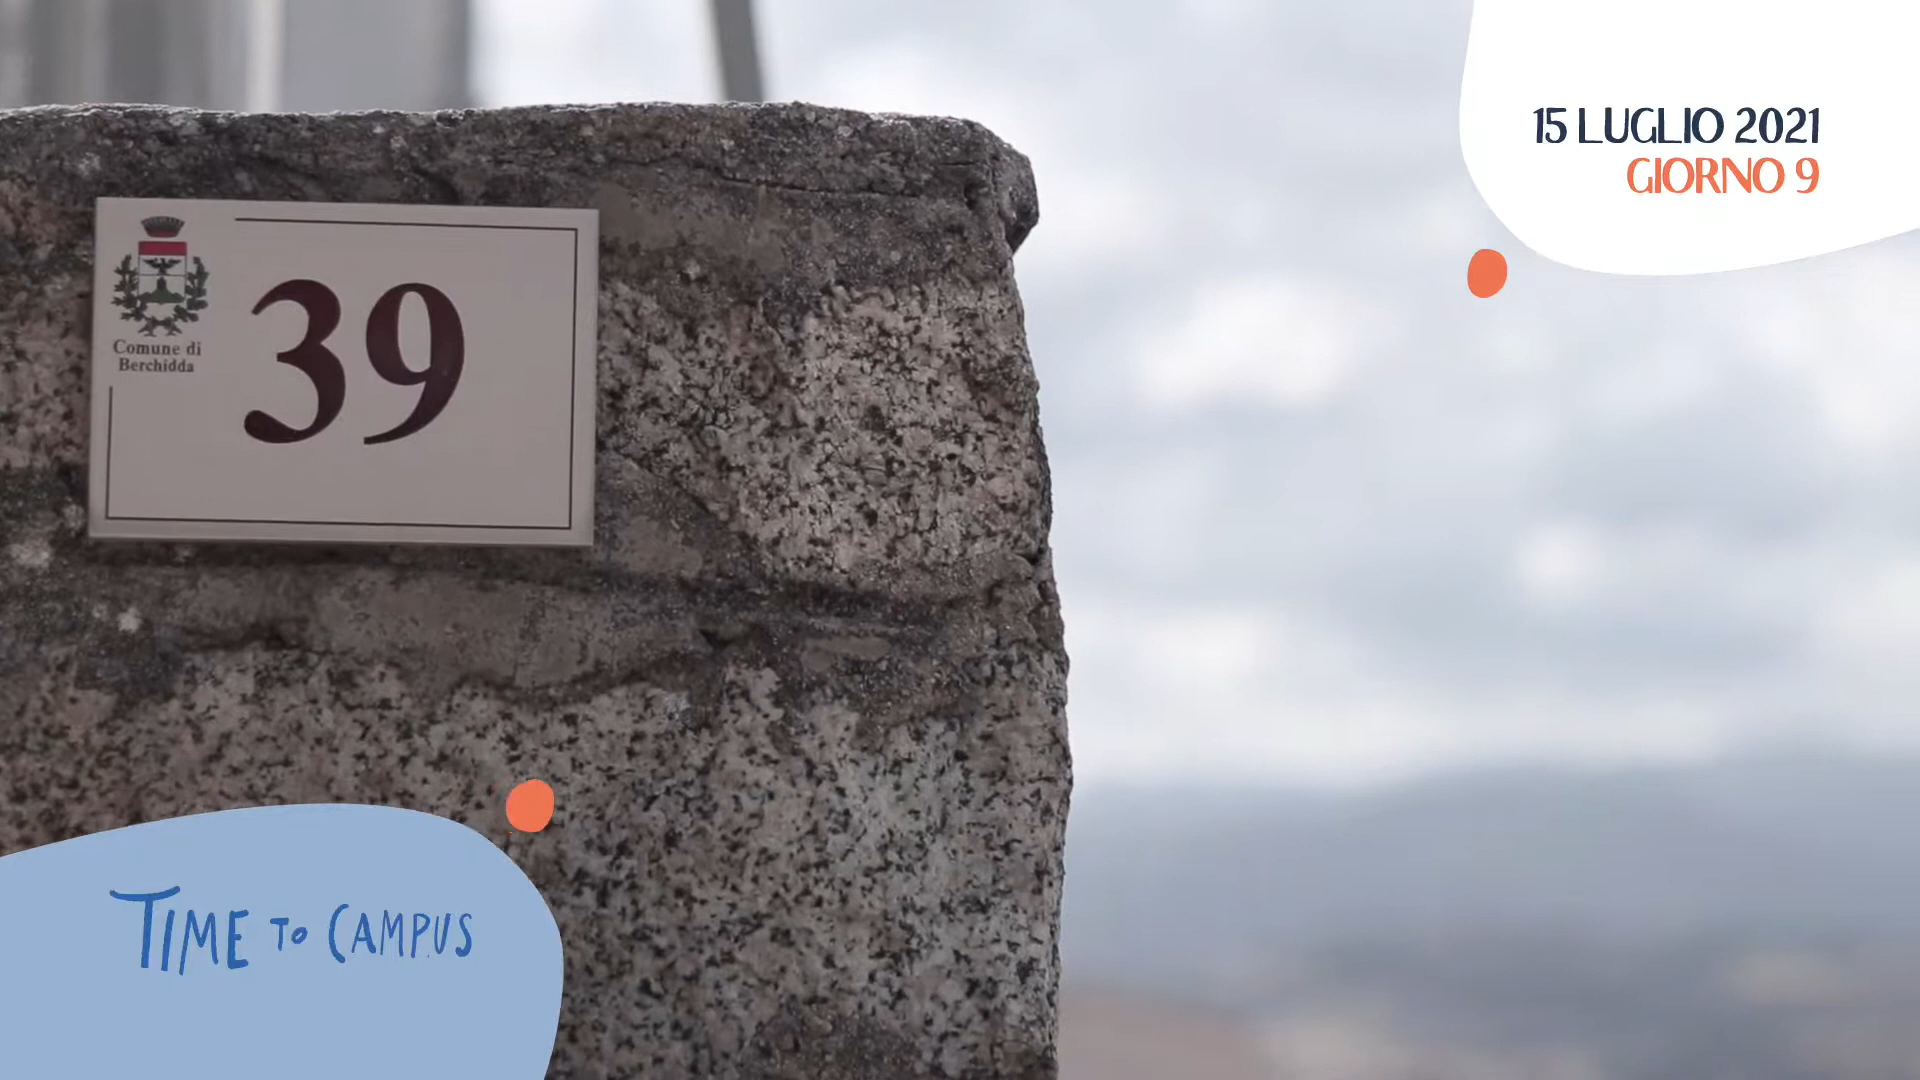 15 LUGLIO 2021
GIORNO 9
39
Comune di
Berchidda
TIME TO CAMPUS